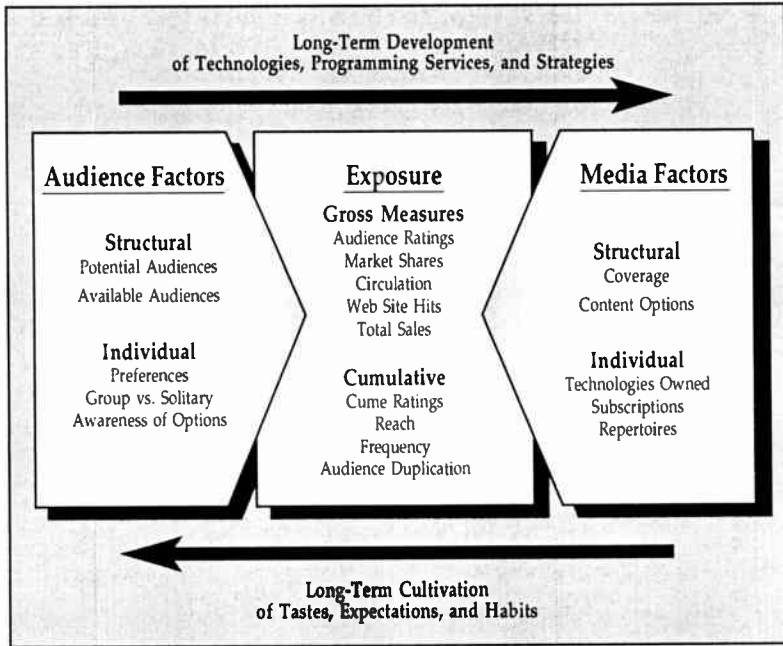 Long-Term Development
of Technologies, Programming Services, and Strategies
Audience Factors
Structural
Potential Audiences
Available Audiences
Individual
Preferences
Group vs. Solitary
Awareness of Options
Exposure
Gross Measures
Audience Ratings
Market Shares
Circulation
Web Site Hits
Total Sales
Cumulative
Cume Ratings
Reach
Frequency
Audience Duplication
Media Factors
Structural
Coverage
Content Options
Individual
Technologies Owned
Subscriptions
Repertoires
Long-Term Cultivation
of Tastes, Expectations, and Habits